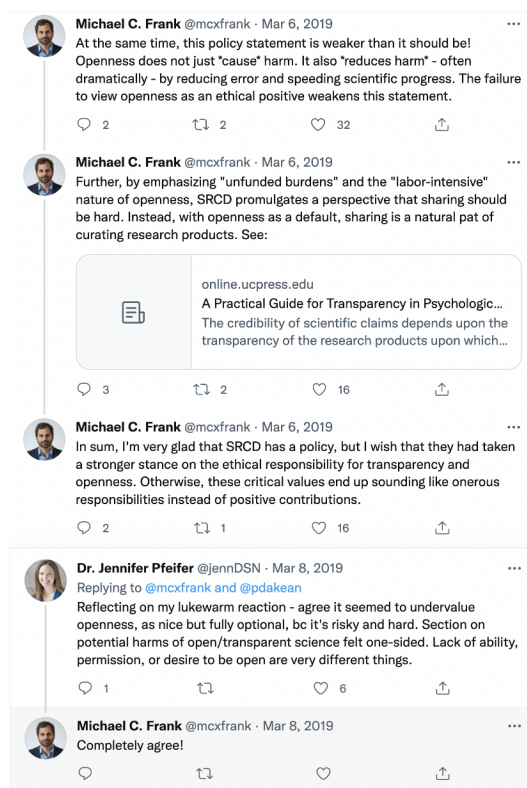 Michael C. Frank @mcxfrank · Mar 6, 2019
At the same time, this policy statement is weaker than it should be!
Openness does not just *cause* harm. It also *reduces harm* - often
dramatically - by reducing error and speeding scientific progress. The failure
to view openness as an ethical positive weakens this statement.
2 2 32
Michael C. Frank @mcxfrank · Mar 6, 2019
Further, by emphasizing "unfunded burdens" and the "labor-intensive"
nature of openness, SRCD promulgates a perspective that sharing should
be hard. Instead, with openness as a default, sharing is a natural pat of
curating research products. See:
online.ucpress.edu
A Practical Guide for Transparency in Psychologic...
The credibility of scientific claims depends upon the
transparency of the research products upon which...
3 2 16
Michael C. Frank @mcxfrank · Mar 6, 2019
In sum, I'm very glad that SRCD has a policy, but I wish that they had taken
a stronger stance on the ethical responsibility for transparency and
openness. Otherwise, these critical values end up sounding like onerous
responsibilities instead of positive contributions.
2 1 16
Dr. Jennifer Pfeifer @jennDSN · Mar 8, 2019
Replying to @mcxfrank and @pdakean
Reflecting on my lukewarm reaction - agree it seemed to undervalue
openness, as nice but fully optional, bc it's risky and hard. Section on
potential harms of open/transparent science felt one-sided. Lack of ability,
permission, or desire to be open are very different things.
1 6
Michael C. Frank @mcxfrank · Mar 8, 2019
Completely agree!